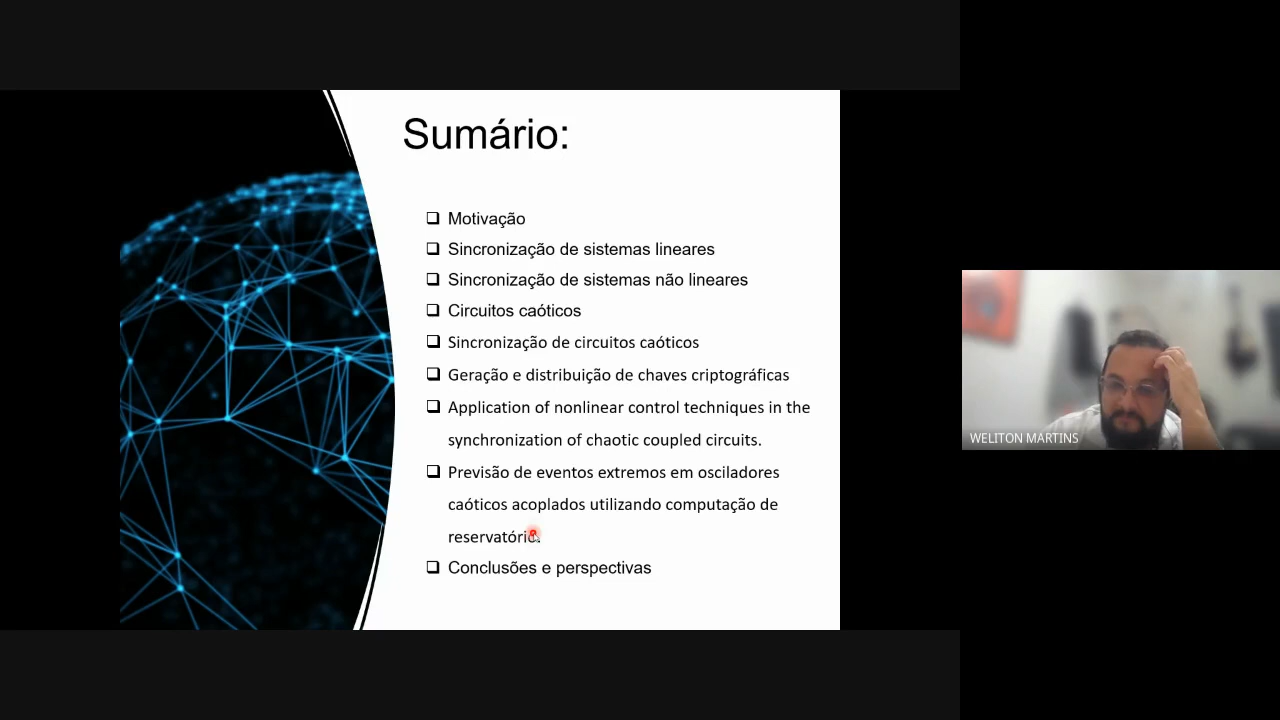 Sumário:
Motivação
Sincronização de sistemas lineares
Sincronização de sistemas não lineares
Circuitos caóticos
Sincronização de circuitos caóticos
Geração e distribuição de chaves criptográficas
Application of nonlinear control techniques in the
synchronization of chaotic coupled circuits.
Previsão de eventos extremos em osciladores
caóticos acoplados utilizando computação de
reservatório.
Conclusões e perspectivas
WELITON MARTINS